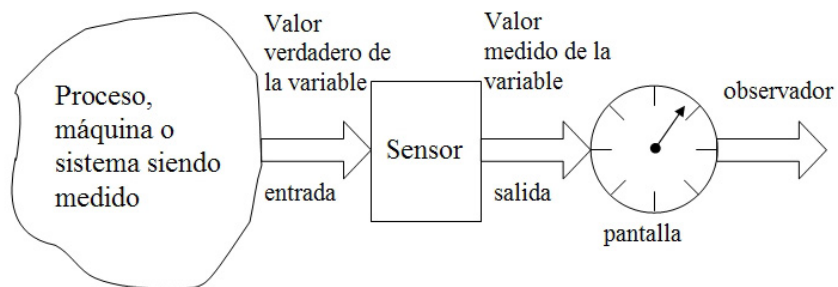 Proceso,
máquina o
sistema siendo
medido
Valor
verdadero de
la variable
entrada
Sensor
Valor
medido de la
variable
salida
pantalla
observador